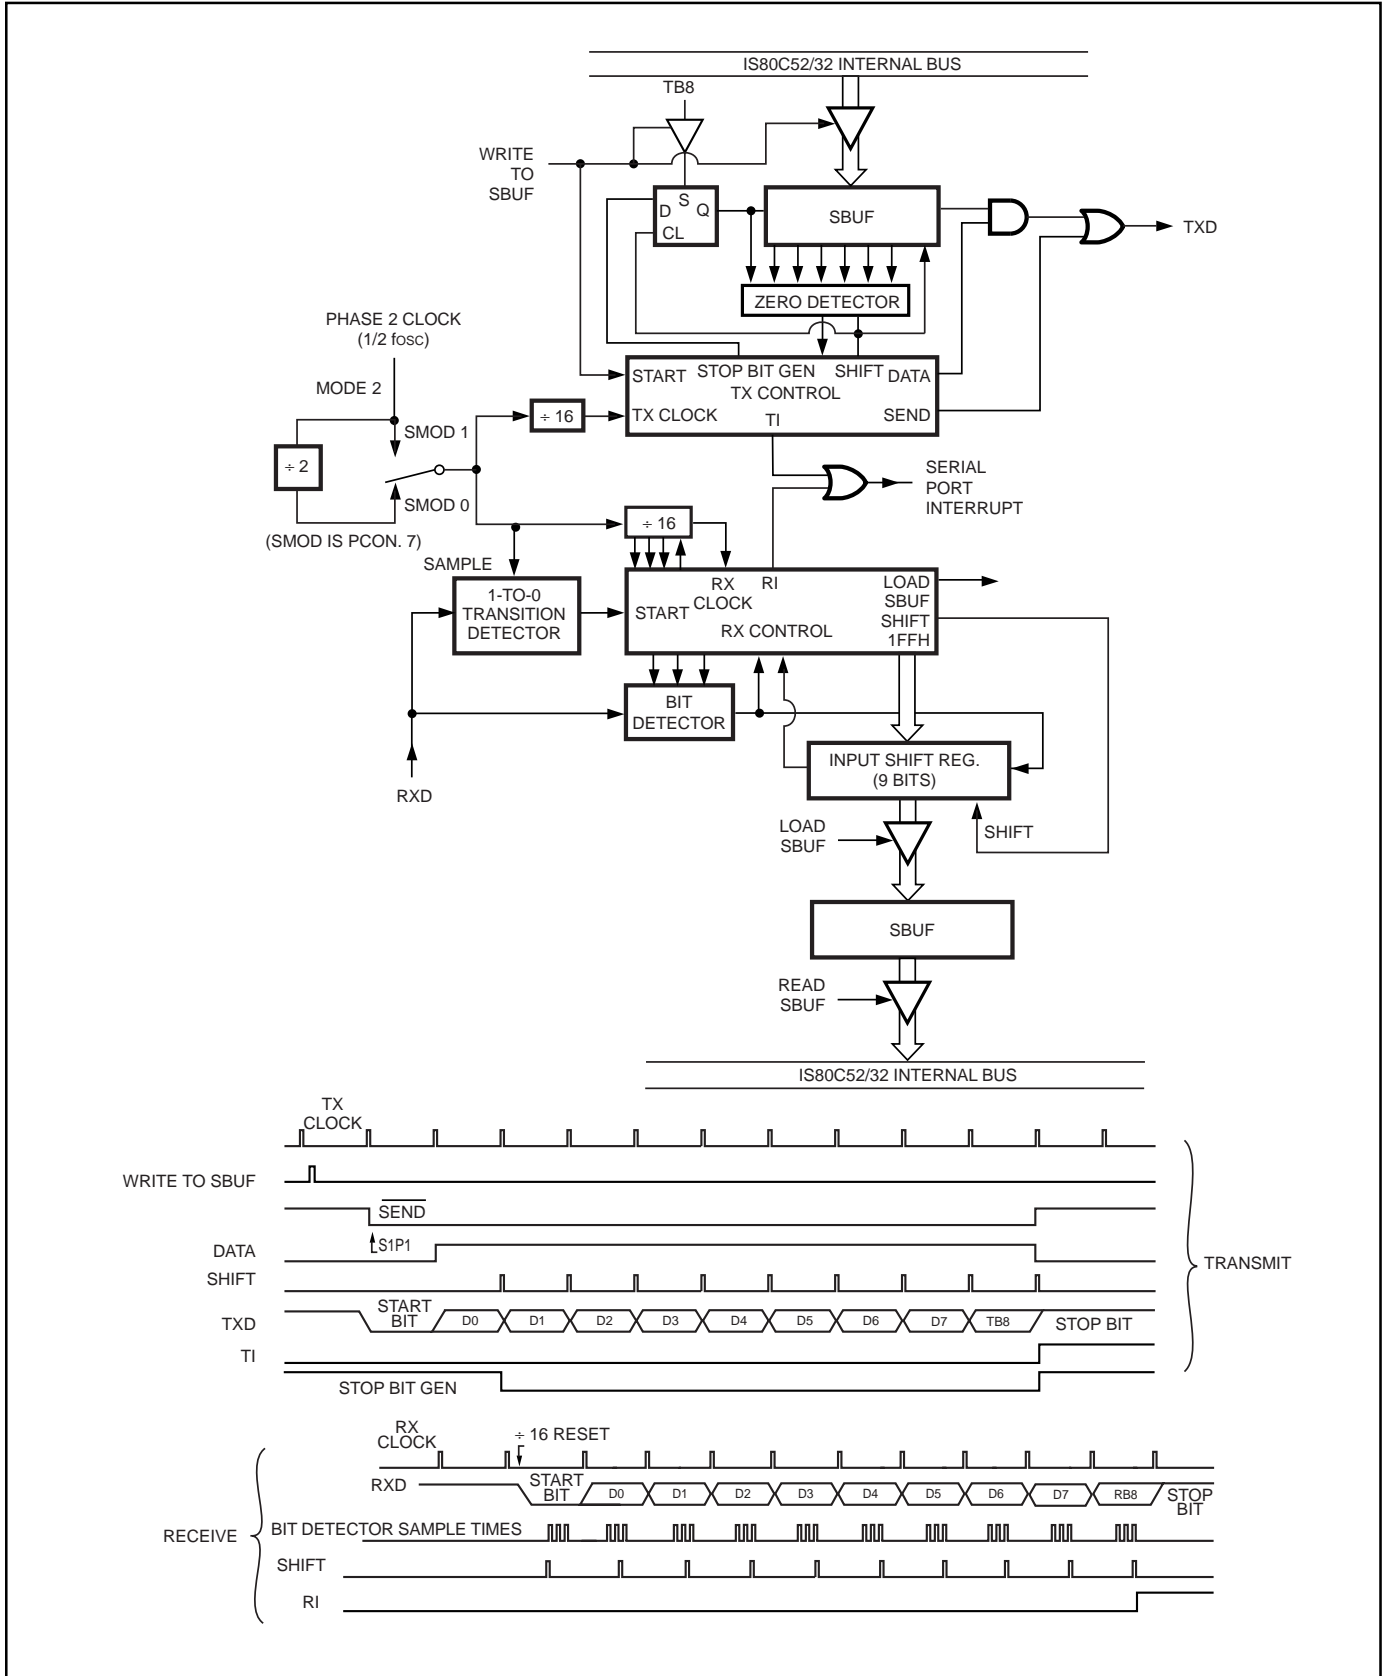 IS80C52/32 INTERNAL BUS
TB8
WRITE
TO
SBUF
D
S
Q
CL
SBUF
TXD
ZERO DETECTOR
PHASE 2 CLOCK
(1/2 fosc)
MODE 2
SMOD 1
÷ 2
SMOD 0
(SMOD IS PCON. 7)
÷ 16
START
STOP BIT GEN
SHIFT
DATA
TX CONTROL
TX CLOCK
TI
SEND
SERIAL
PORT
INTERRUPT
SAMPLE
÷ 16
1-TO-0
TRANSITION
DETECTOR
START
RX
CLOCK
RI
RX CONTROL
LOAD
SBUF
SHIFT
1FFH
BIT
DETECTOR
RXD
INPUT SHIFT REG.
(9 BITS)
LOAD
SBUF
SHIFT
SBUF
READ
SBUF
IS80C52/32 INTERNAL BUS
TX
CLOCK
WRITE TO SBUF
SEND
S1P1
DATA
SHIFT
TRANSMIT
START
BIT
TXD
D0
D1
D2
D3
D4
D5
D6
D7
TB8
STOP BIT
TI
STOP BIT GEN
RX
CLOCK
÷ 16 RESET
RXD
START
BIT
D0
D1
D2
D3
D4
D5
D6
D7
RB8
STOP
BIT
RECEIVE
BIT DETECTOR SAMPLE TIMES
SHIFT
RI